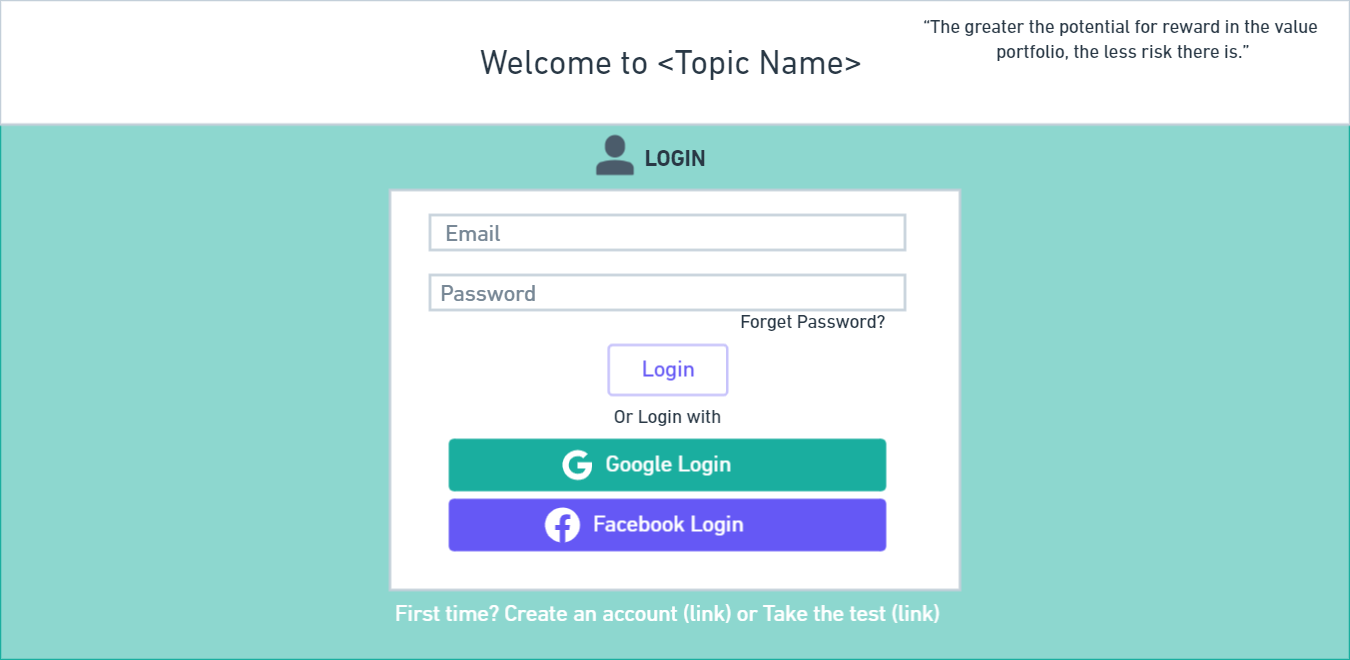 “The greater the potential for reward in the value
portfolio, the less risk there is.”
Welcome to <Topic Name>
LOGIN
Email
Password
Forget Password?
Login
Or Login with
Google Login
Facebook Login
First time? Create an account (link) or Take the test (link)